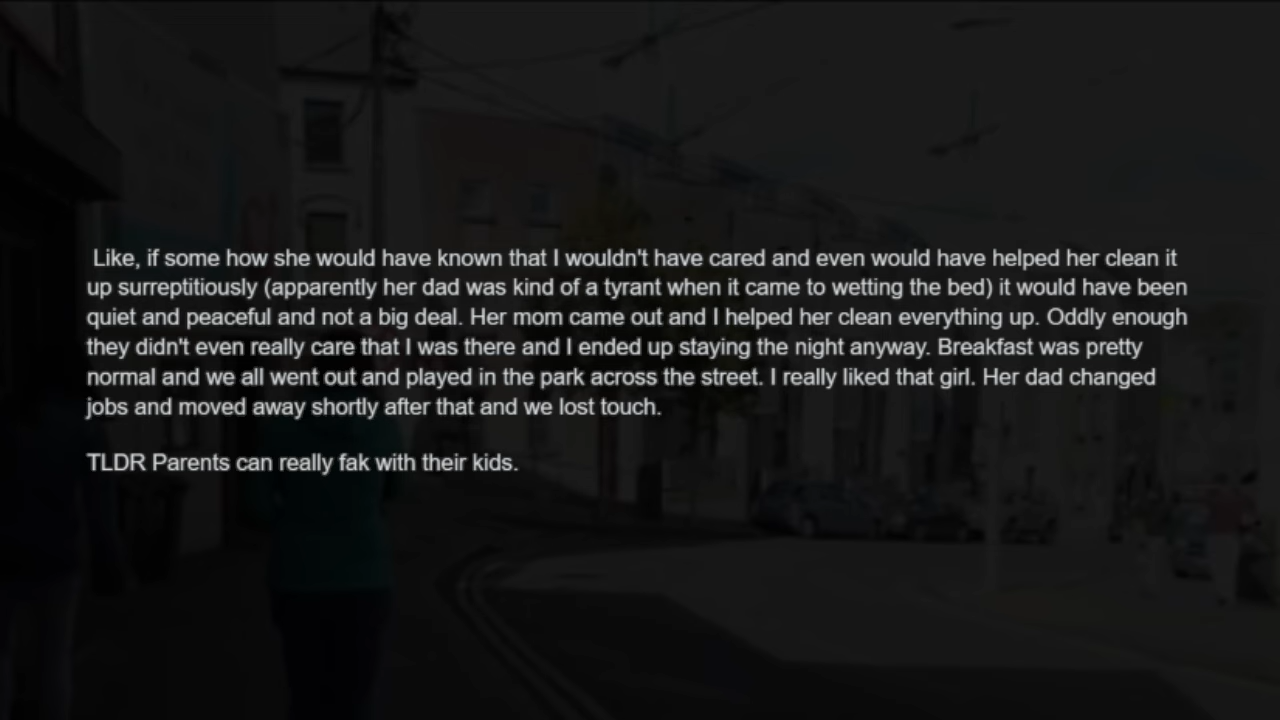 Like, if some how she would have known that I wouldn't have cared and even would have helped her clean it
up surreptitiously (apparently her dad was kind of a tyrant when it came to wetting the bed) it would have been
quiet and peaceful and not a big deal. Her mom came out and I helped her clean everything up. Oddly enough
they didn't even really care that I was there and I ended up staying the night anyway. Breakfast was pretty
normal and we all went out and played in the park across the street. I really liked that girl. Her dad changed
jobs and moved away shortly after that and we lost touch.
TLDR Parents can really fak with their kids.